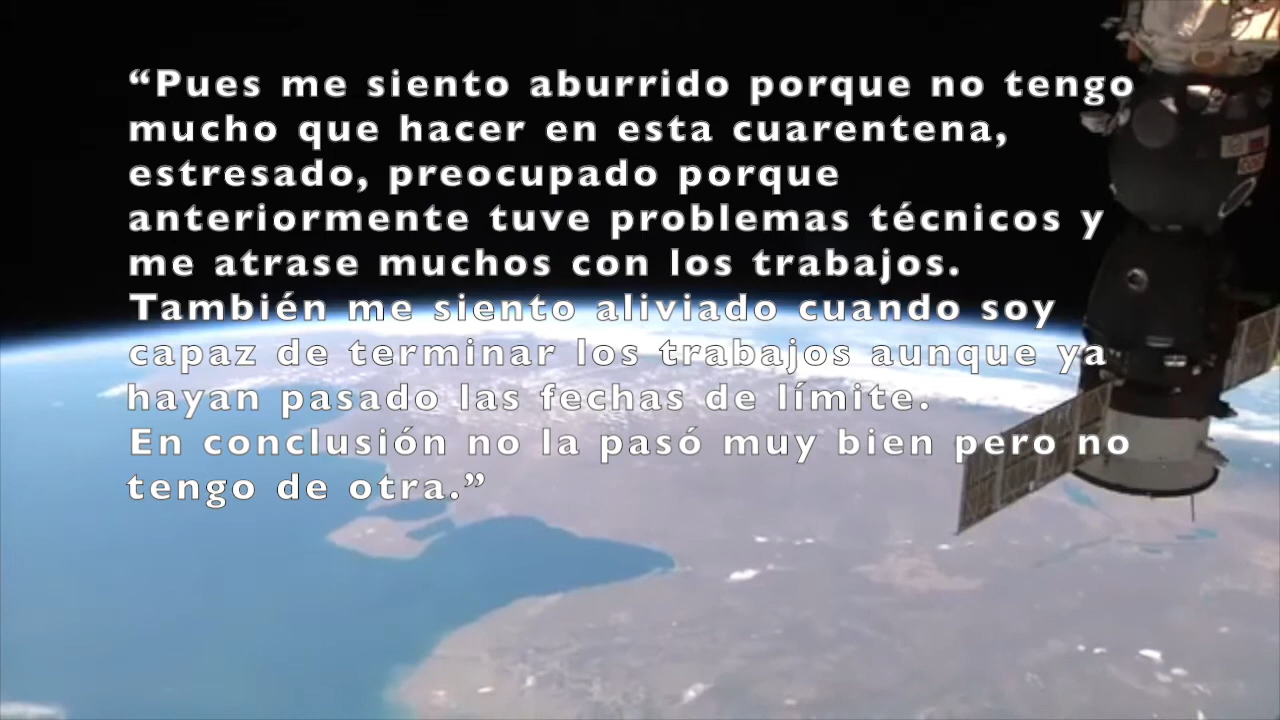 “Pues me siento aburrido porque no tengo
mucho que hacer en esta cuarentena,
estresado, preocupado porque
anteriormente tuve problemas técnicos y
me atrase muchos con los trabajos.
También me siento aliviado cuando soy
capaz de terminar los trabajos aunque ya
hayan pasado las fechas de límite.
En conclusión no la pasó muy bien pero no
tengo de otra.”